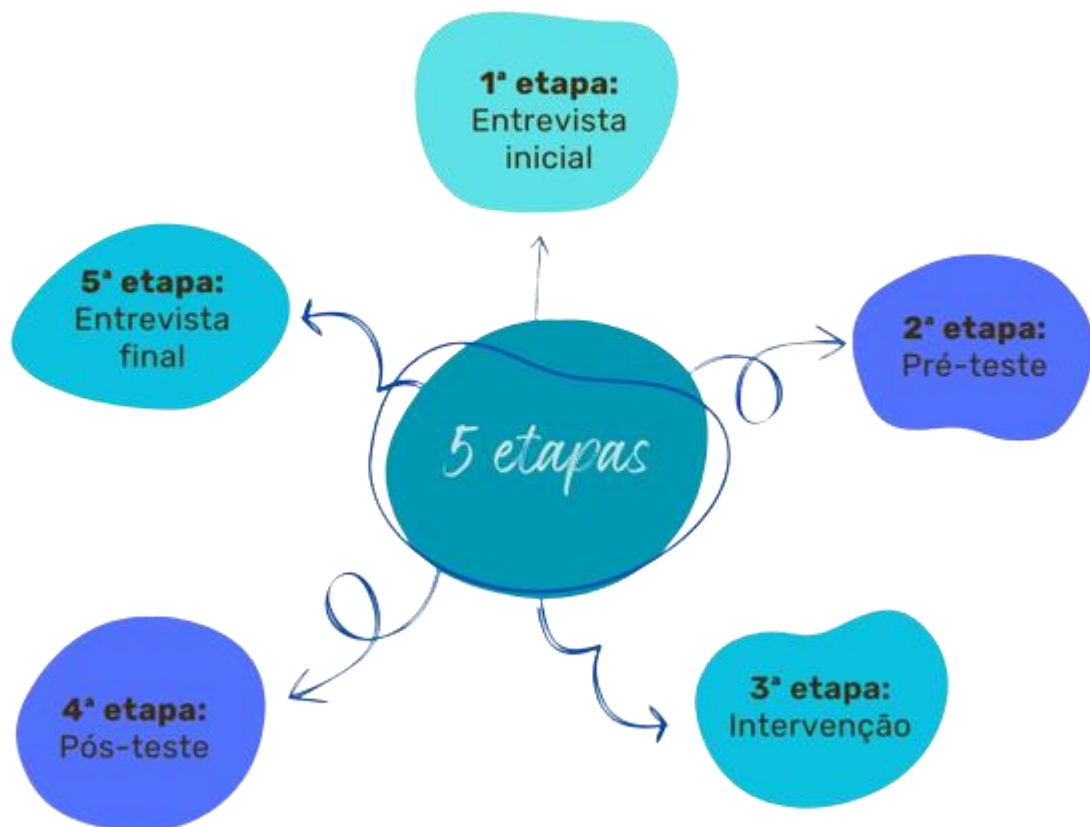 1ª etapa:
Entrevista
inicial
2ª etapa:
Pré-teste
3ª etapa:
Intervenção
4ª etapa:
Pós-teste
5ª etapa:
Entrevista
final
5 etapas